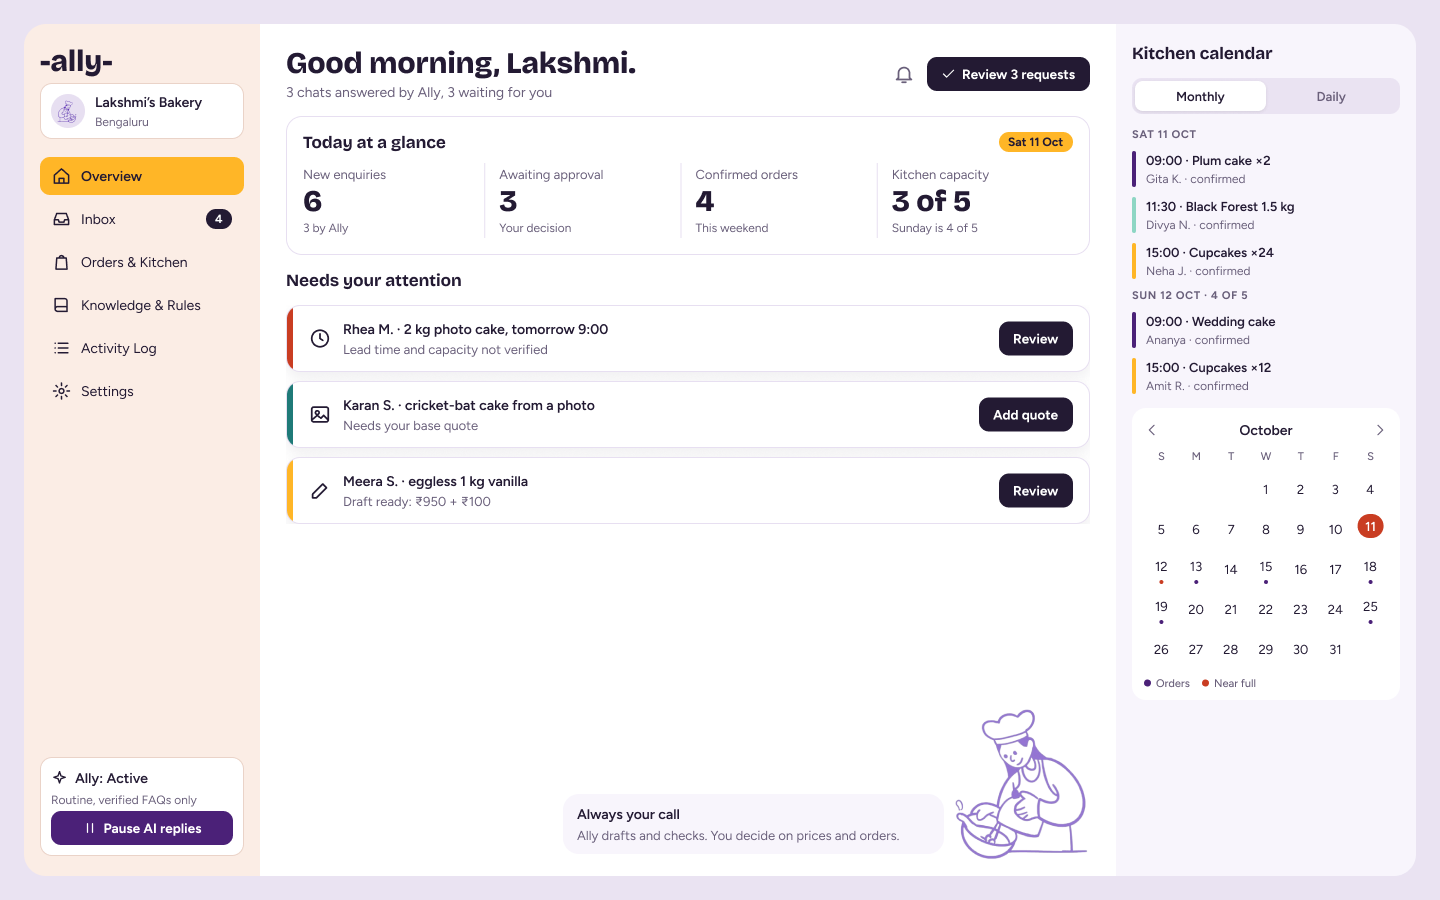 -ally-
Lakshmi’s Bakery
Bengaluru
Overview
Inbox
4
Orders & Kitchen
Knowledge & Rules
Activity Log
Settings
Ally: Active
Routine, verified FAQs only
Pause AI replies
Good morning, Lakshmi.
3 chats answered by Ally, 3 waiting for you
Review 3 requests
Today at a glance
Sat 11 Oct
New enquiries
6
3 by Ally
Awaiting approval
3
Your decision
Confirmed orders
4
This weekend
Kitchen capacity
3 of 5
Sunday is 4 of 5
Needs your attention
Rhea M. · 2 kg photo cake, tomorrow 9:00
Lead time and capacity not verified
Review
Karan S. · cricket-bat cake from a photo
Needs your base quote
Add quote
Meera S. · eggless 1 kg vanilla
Draft ready: ₹950 + ₹100
Review
Always your call
Ally drafts and checks. You decide on prices and orders.
Kitchen calendar
Monthly
Daily
SAT 11 OCT
09:00 · Plum cake ×2
Gita K. · confirmed
11:30 · Black Forest 1.5 kg
Divya N. · confirmed
15:00 · Cupcakes ×24
Neha J. · confirmed
SUN 12 OCT · 4 OF 5
09:00 · Wedding cake
Ananya · confirmed
15:00 · Cupcakes ×12
Amit R. · confirmed
October
S M T W T F S
1 2 3 4
5 6 7 8 9 10 11
12 13 14 15 16 17 18
19 20 21 22 23 24 25
26 27 28 29 30 31
Orders
Near full